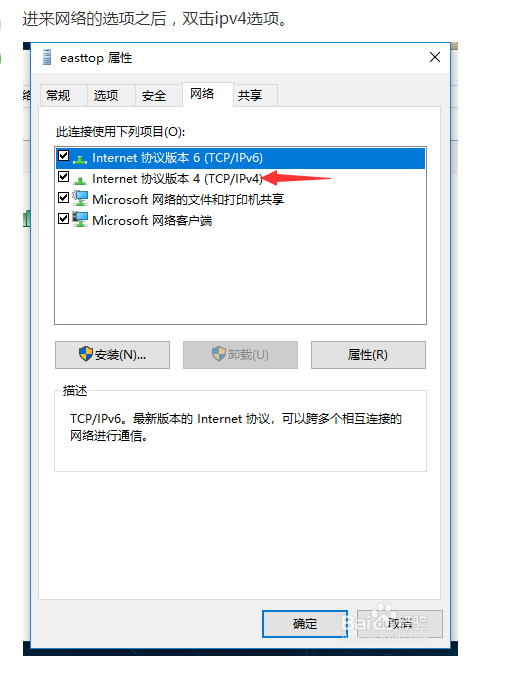 进来网络的选项之后，双击ipv4选项。
easttop 属性
常规 选项 安全 网络 共享
此连接使用下列项目(O):
Internet 协议版本 6 (TCP/IPv6)
Internet 协议版本 4 (TCP/IPv4)
Microsoft 网络的文件和打印机共享
Microsoft 网络客户端
安装(N)... 卸载(U) 属性(R)
描述
TCP/IPv6。最新版本的 Internet 协议，可以跨多个相互连接的
网络进行通信。
确定 取消
Baidu 经验